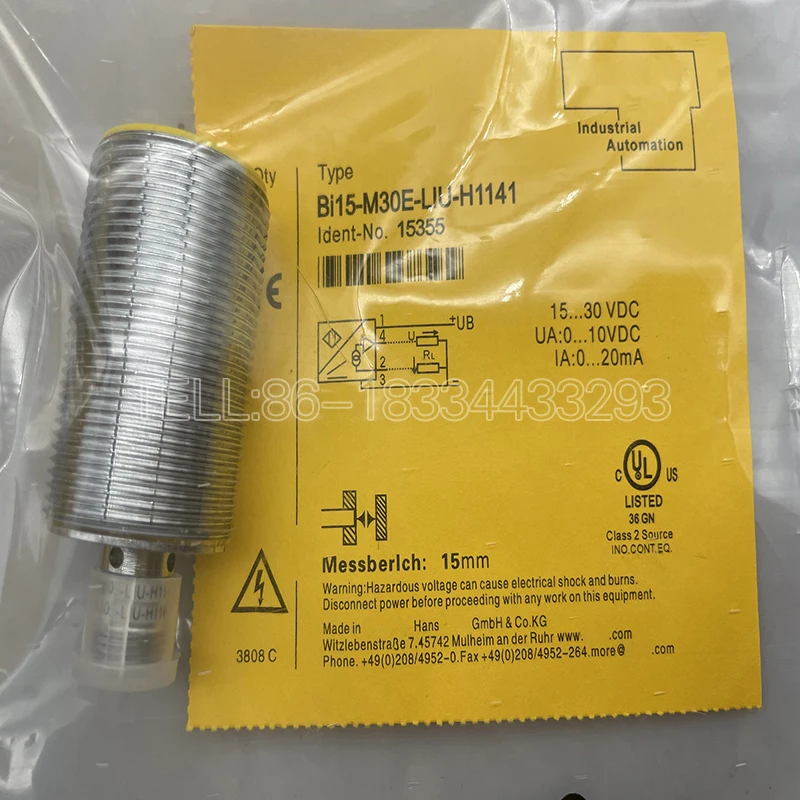 Industrial
Automation
Qty
Type
Bi15-M30E-LIU-H1141
Ident-No. 15355
CE
1
+UB
4
U
2
RL
3
15...30 VDC
UA:0...10VDC
IA:0...20mA
TELL:86-18334433293
C UL US
LISTED
36 GN
Class 2 Source
INO.CONT.EQ.
Messberlch: 15mm
Warning:Hazardous voltage can cause electrical shock and burns.
Disconnect power before proceeding with any work on this equipment.
Made in Hans GmbH & Co.KG
Witzlebenstraße 7.45742 Mulheim an der Ruhr www. .com
Phone. +49(0)208/4952-0.Fax+49(0)208/4952-264.more@ .com
3808 C